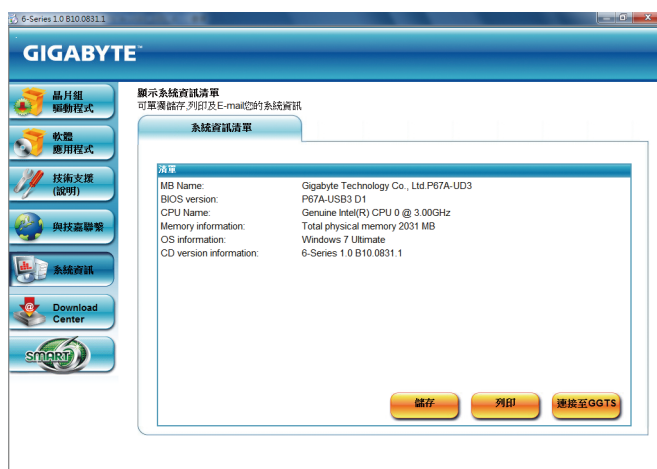 6-Series 1.0 B10.0831.1
GIGABYTE™
晶片組
驅動程式
軟體
應用程式
技術支援
(說明)
與技嘉聯繫
系統資訊
Download
Center
SMART 6
顯示系統資訊清單
可單獨儲存,列印及E-mail您的系統資訊
系統資訊清單
清單
MB Name: Gigabyte Technology Co., Ltd.P67A-UD3
BIOS version: P67A-USB3 D1
CPU Name: Genuine Intel(R) CPU 0 @ 3.00GHz
Memory information: Total physical memory 2031 MB
OS information: Windows 7 Ultimate
CD version information: 6-Series 1.0 B10.0831.1
儲存
列印
連接至GGTS